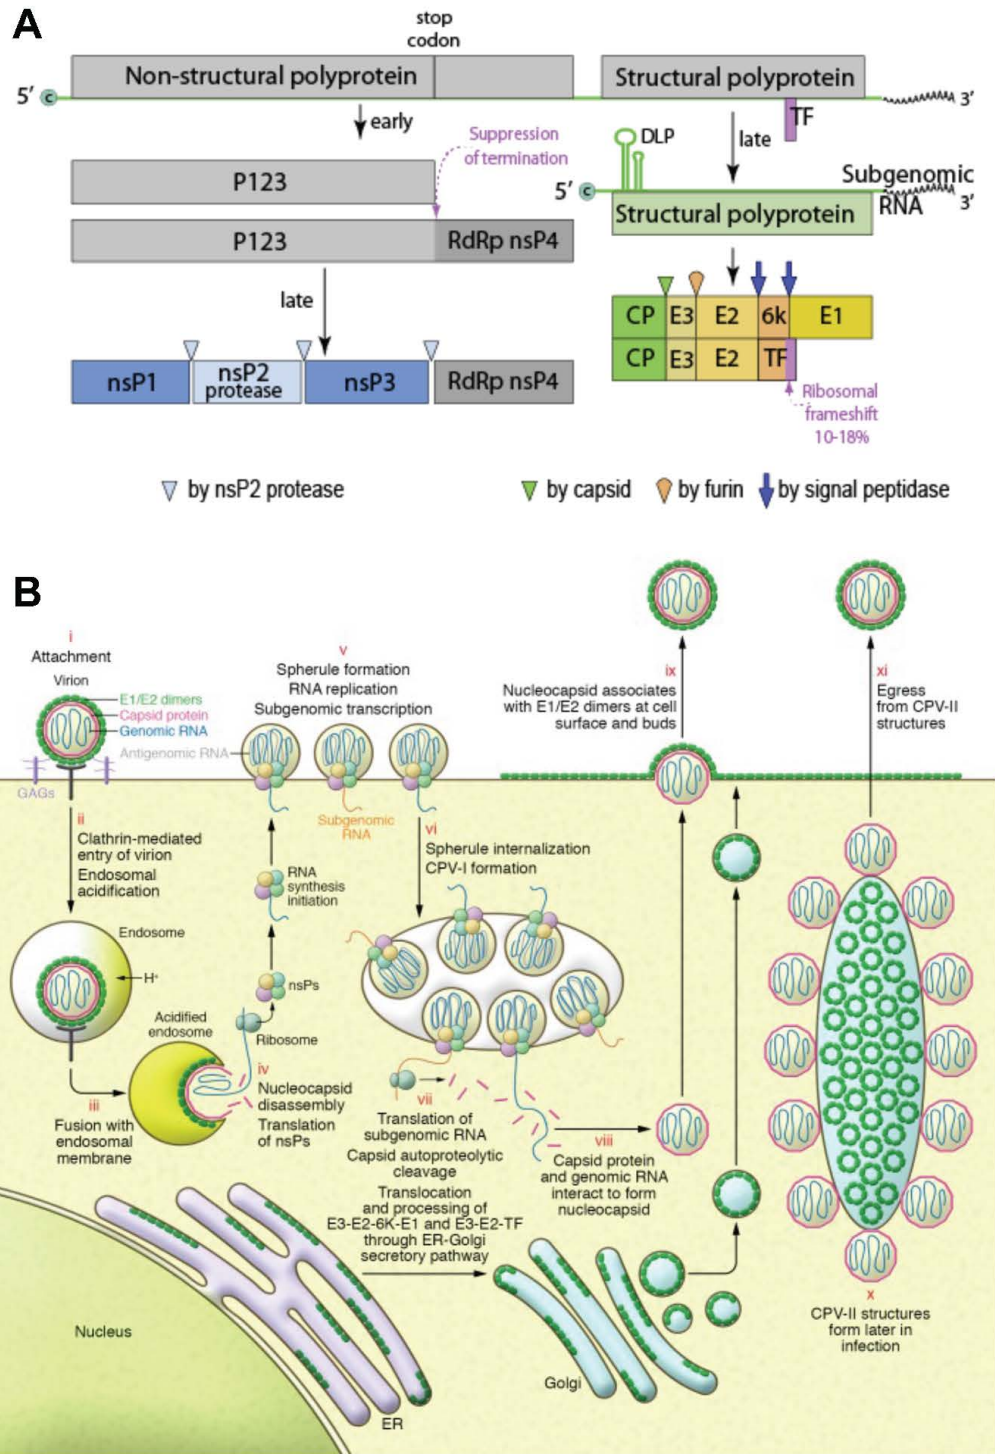 A
stop
codon
Non-structural polyprotein
Structural polyprotein
5′ c
3′
TF
early
late
Suppression
of termination
DLP
P123
5′ c
Subgenomic
RNA
3′
Structural polyprotein
P123
RdRp nsP4
late
CP E3 E2 6k E1
CP E3 E2 TF
nsP1
nsP2
protease
nsP3
RdRp nsP4
Ribosomal
frameshift
10-18%
by nsP2 protease
by capsid
by furin
by signal peptidase
B
i
Attachment
Virion
E1/E2 dimers
Capsid protein
Genomic RNA
Antigenomic RNA
GAGs
v
Spherule formation
RNA replication
Subgenomic transcription
Subgenomic
RNA
ii
Clathrin-mediated
entry of virion
Endosomal
acidification
Endosome
H+
Acidified
endosome
iii
Fusion with
endosomal
membrane
iv
Nucleocapsid
disassembly
Translation
of nsPs
Ribosome
nsPs
RNA
synthesis
initiation
vi
Spherule internalization
CPV-I formation
vii
Translation of
subgenomic RNA
Capsid autoproteolytic
cleavage
Translocation
and processing of
E3-E2-6K-E1 and E3-E2-TF
through ER-Golgi
secretory pathway
viii
Capsid protein
and genomic RNA
interact to form
nucleocapsid
ix
Nucleocapsid associates
with E1/E2 dimers at cell
surface and buds
xi
Egress
from CPV-II
structures
x
CPV-II structures
form later in
infection
Nucleus
ER
Golgi